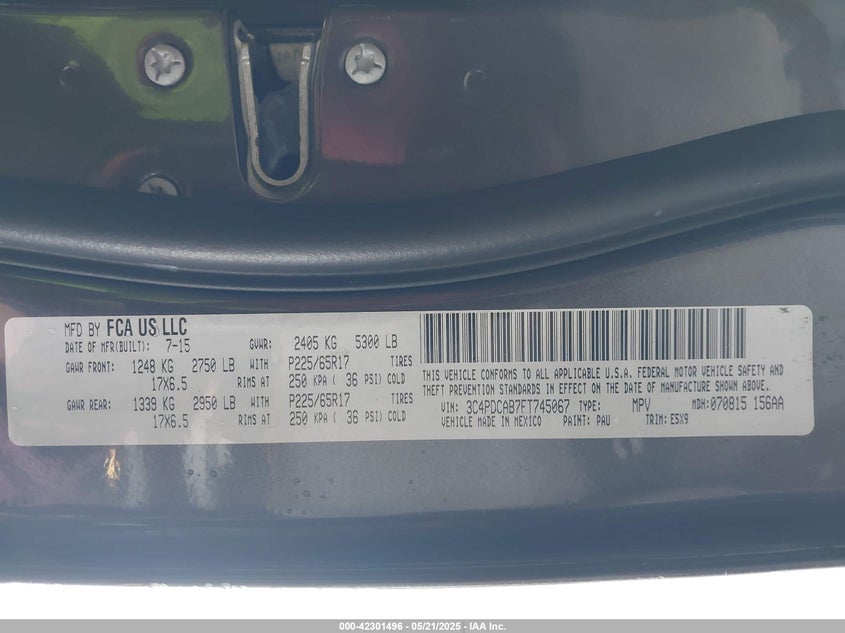 MFD BY FCA US LLC
DATE OF MFR(BUILT): 7-15 GVWR: 2405 KG 5300 LB
GAWR FRONT: 1248 KG 2750 LB WITH P225/65R17 TIRES
17X6.5 RIMS AT 250 KPA ( 36 PSI) COLD
GAWR REAR: 1339 KG 2950 LB WITH P225/65R17 TIRES
17X6.5 RIMS AT 250 KPA ( 36 PSI) COLD
THIS VEHICLE CONFORMS TO ALL APPLICABLE U.S.A. FEDERAL MOTOR VEHICLE SAFETY AND
THEFT PREVENTION STANDARDS IN EFFECT ON THE DATE OF MANUFACTURE SHOWN ABOVE.
VIN: 3C4PDCAB7FT745067 TYPE: MPV MDH:070815 156AA
VEHICLE MADE IN MEXICO PAINT: PAU TRIM: E5X9
000-42301496 - 05/21/2025 - IAA Inc.